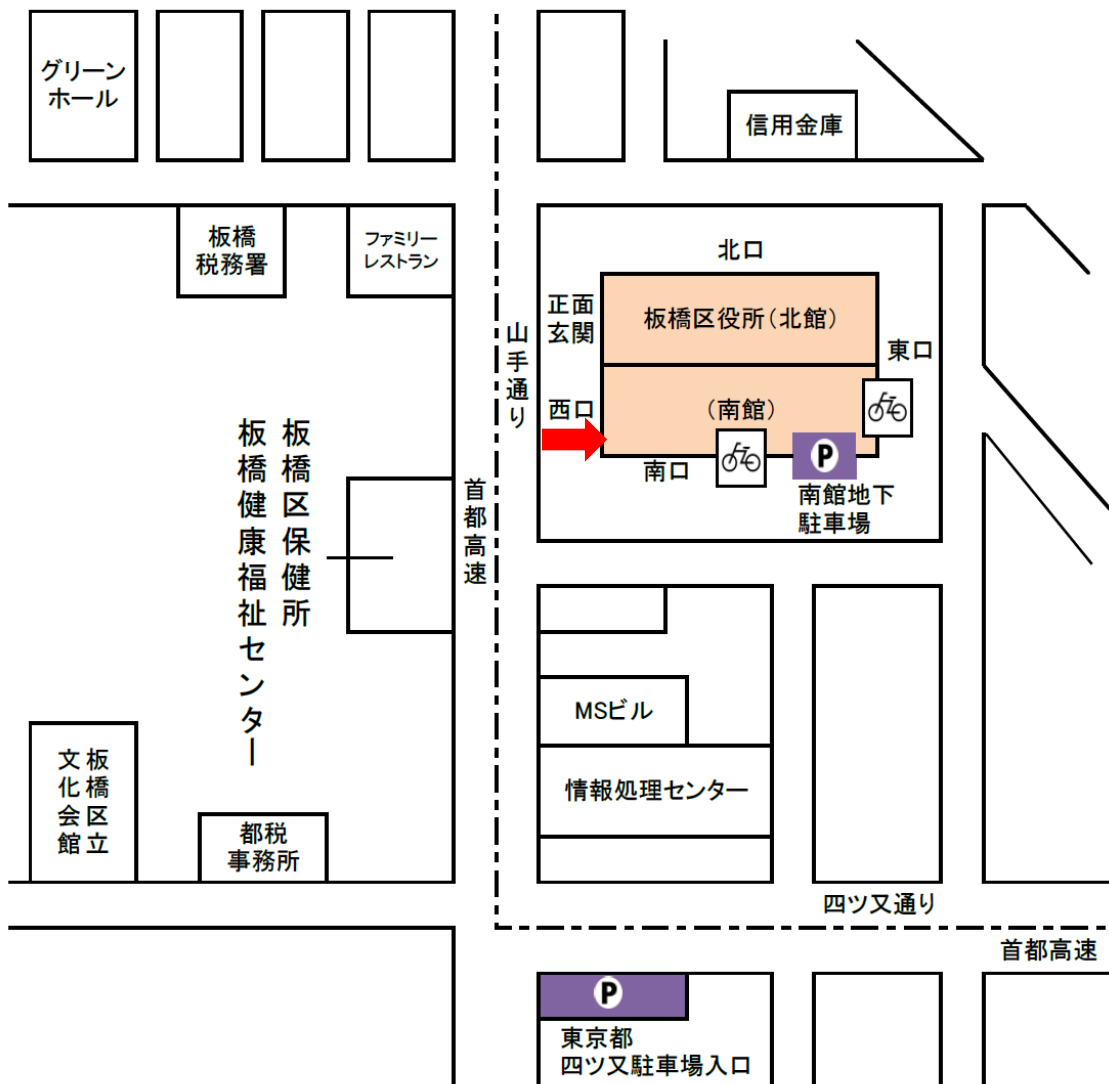 グリーン
ホール
信用金庫
板橋
税務署
ファミリー
レストラン
北口
正面
玄関
板橋区役所(北館)
山手通り
東口
西口
(南館)
南口
P
南館地下
駐車場
首都高速
板橋区保健所
板橋健康福祉センター
MSビル
情報処理センター
板橋区立
文化会館
都税
事務所
四ツ又通り
首都高速
P
東京都
四ツ又駐車場入口